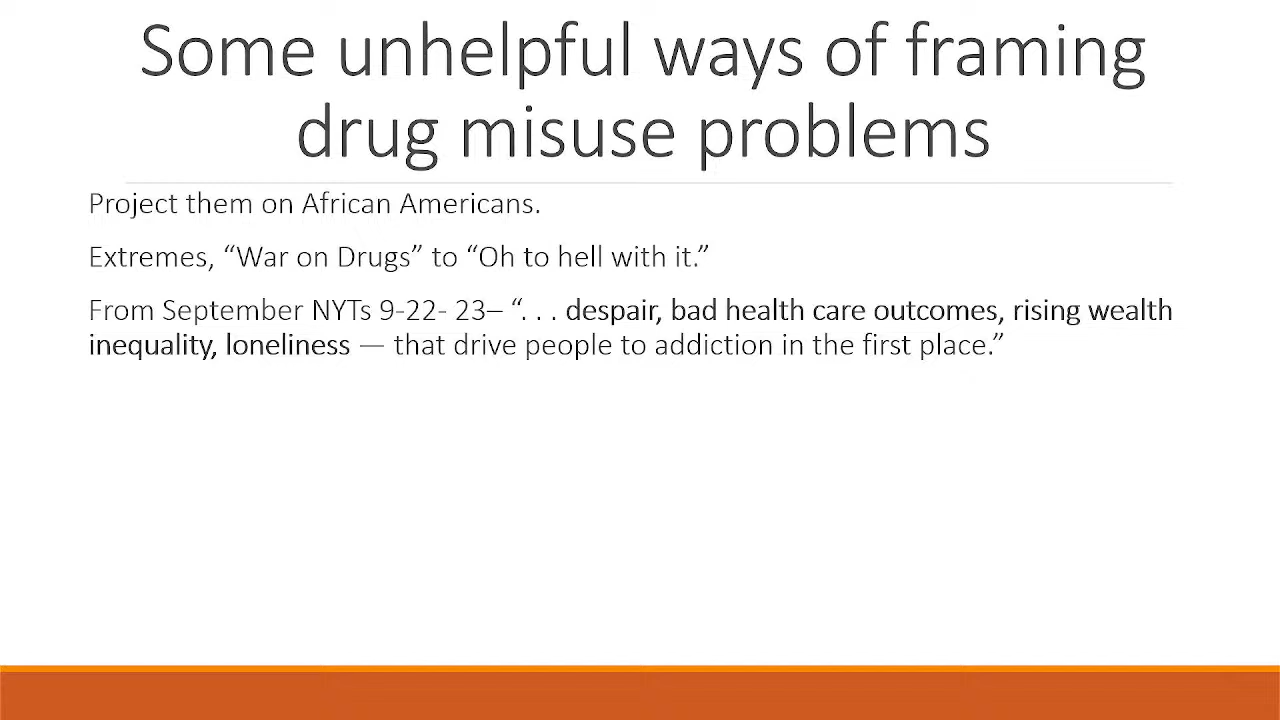 Some unhelpful ways of framing
drug misuse problems
Project them on African Americans.
Extremes, “War on Drugs” to “Oh to hell with it.”
From September NYTs 9-22- 23– “. . . despair, bad health care outcomes, rising wealth
inequality, loneliness — that drive people to addiction in the first place.”